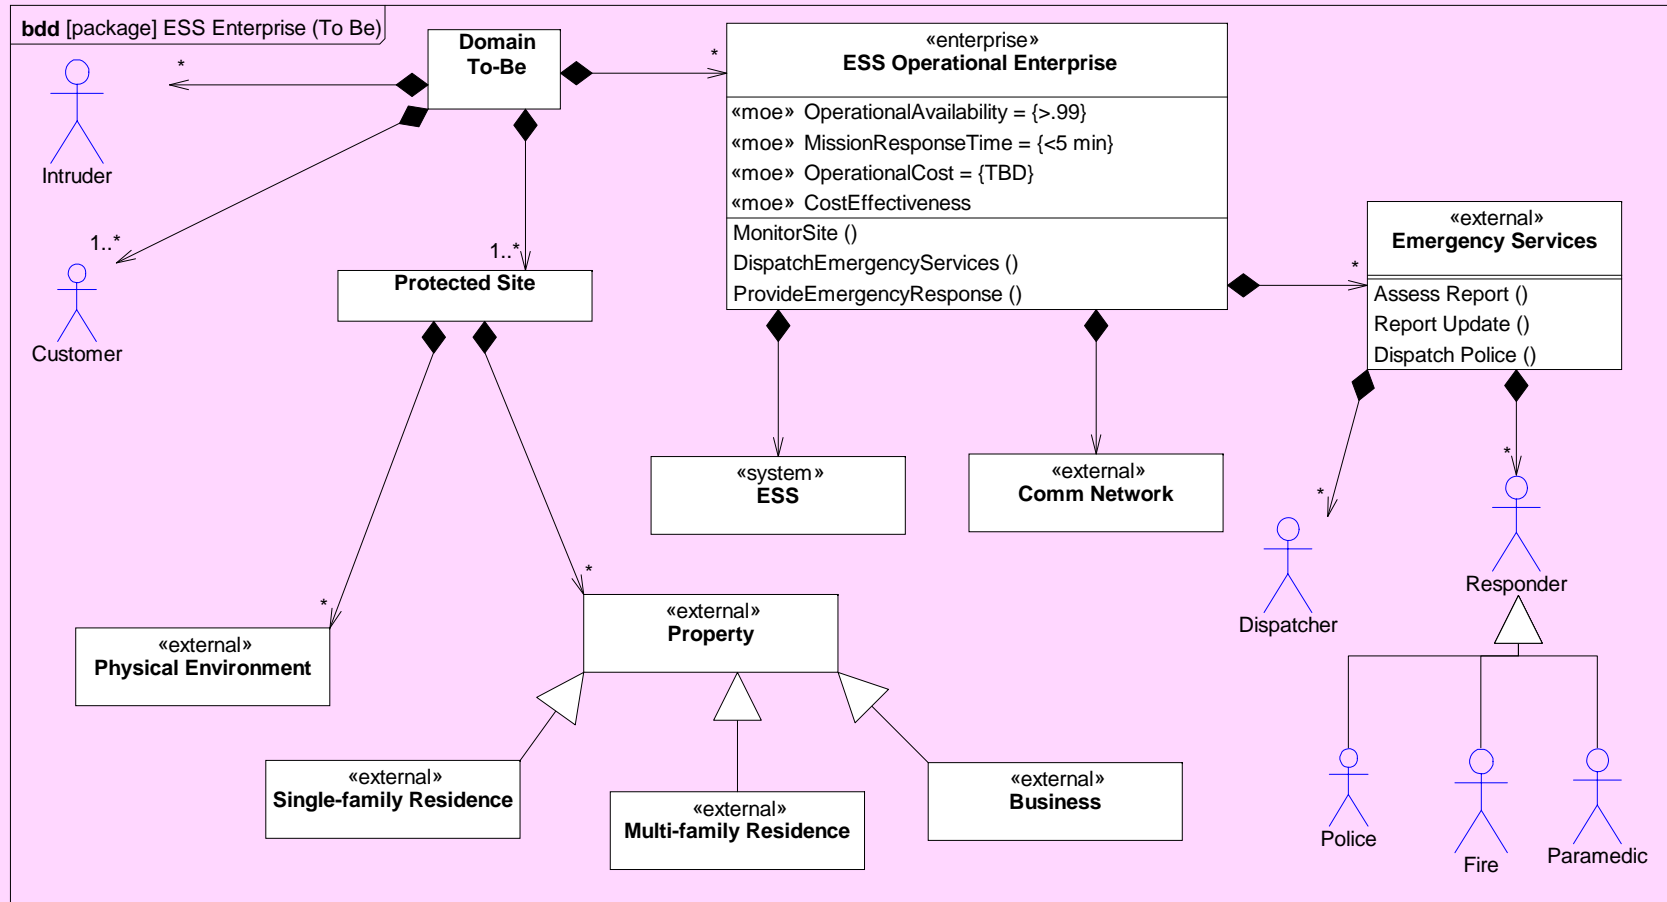 bdd [package] ESS Enterprise (To Be)
Domain
To-Be
*
*
«enterprise»
ESS Operational Enterprise
«moe» OperationalAvailability = {>.99}
«moe» MissionResponseTime = {<5 min}
«moe» OperationalCost = {TBD}
«moe» CostEffectiveness
MonitorSite ()
DispatchEmergencyServices ()
ProvideEmergencyResponse ()
Intruder
1..*
Customer
1..*
Protected Site
*
«external»
Emergency Services
Assess Report ()
Report Update ()
Dispatch Police ()
«system»
ESS
«external»
Comm Network
*
*
Dispatcher
Responder
*
«external»
Physical Environment
*
«external»
Property
«external»
Single-family Residence
«external»
Multi-family Residence
«external»
Business
Police
Fire
Paramedic